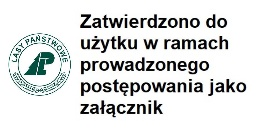 LASY PAŃSTWOWE
Zatwierdzono do
użytku w ramach
prowadzonego
postępowania jako
załącznik